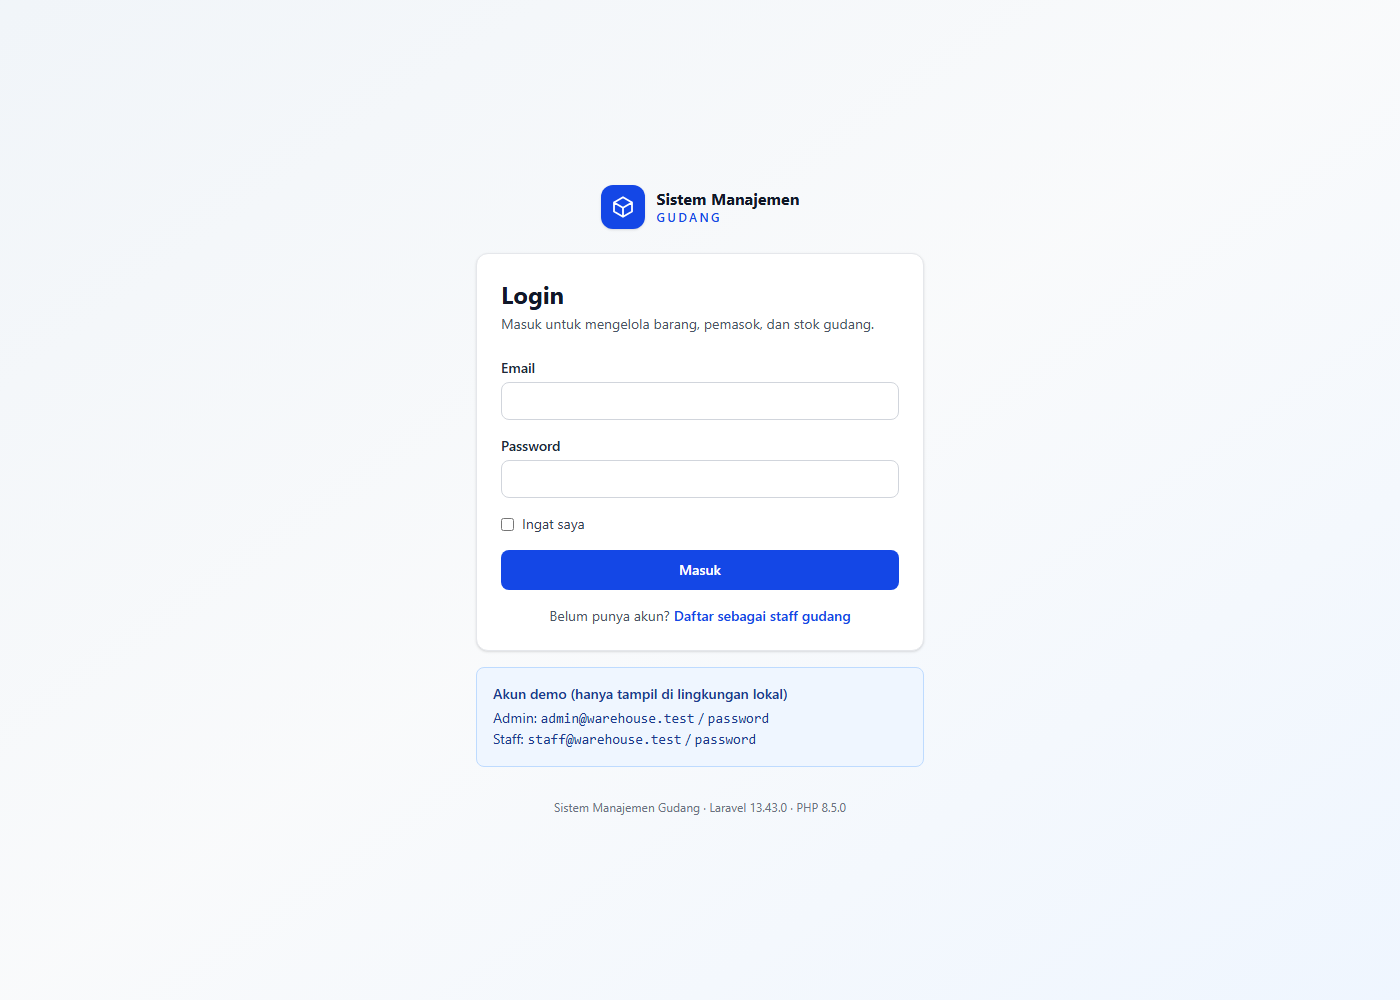 Sistem Manajemen
GUDANG
Login
Masuk untuk mengelola barang, pemasok, dan stok gudang.
Email
Password
Ingat saya
Masuk
Belum punya akun? Daftar sebagai staff gudang
Akun demo (hanya tampil di lingkungan lokal)
Admin: admin@warehouse.test / password
Staff: staff@warehouse.test / password
Sistem Manajemen Gudang · Laravel 13.43.0 · PHP 8.5.0